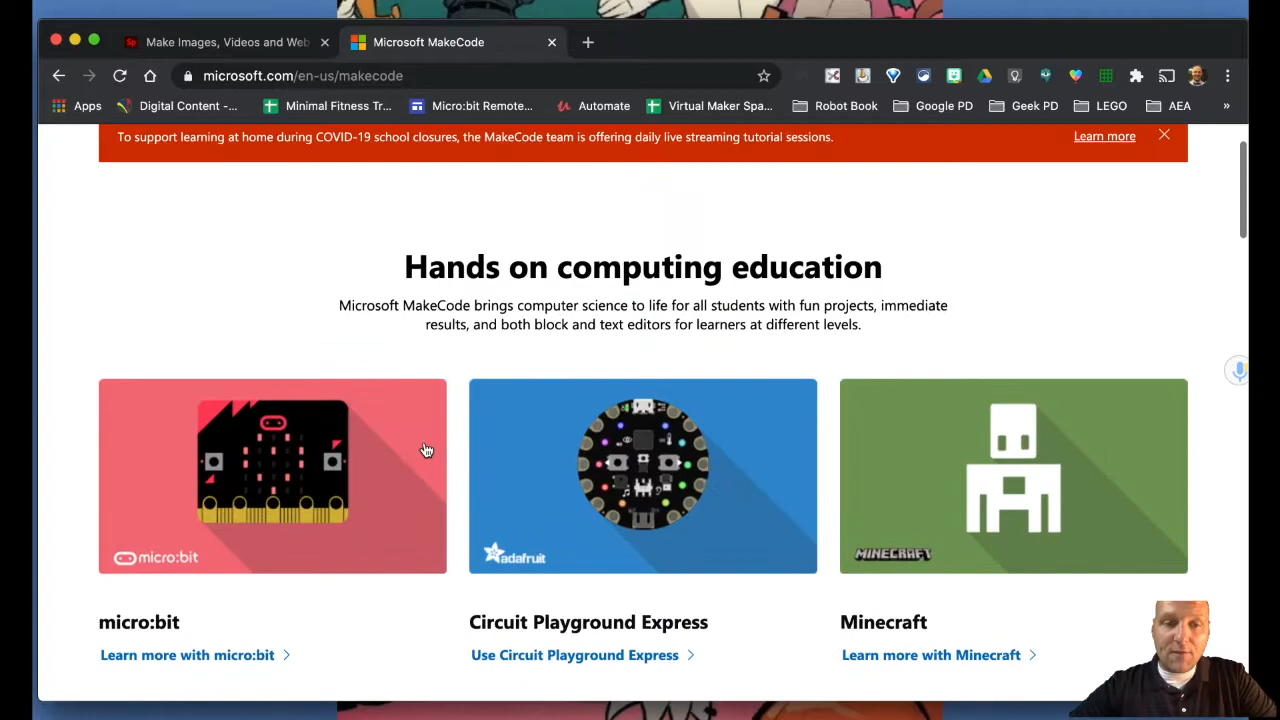 Sp Make Images, Videos and Web
Microsoft MakeCode
microsoft.com/en-us/makecode
Apps
Digital Content -...
Minimal Fitness Tr...
Micro:bit Remote...
Automate
Virtual Maker Spa...
Robot Book
Google PD
Geek PD
LEGO
AEA
»
To support learning at home during COVID-19 school closures, the MakeCode team is offering daily live streaming tutorial sessions.
Learn more
Hands on computing education
Microsoft MakeCode brings computer science to life for all students with fun projects, immediate
results, and both block and text editors for learners at different levels.
micro:bit
adafruit
MINECRAFT
micro:bit
Circuit Playground Express
Minecraft
Learn more with micro:bit
Use Circuit Playground Express
Learn more with Minecraft